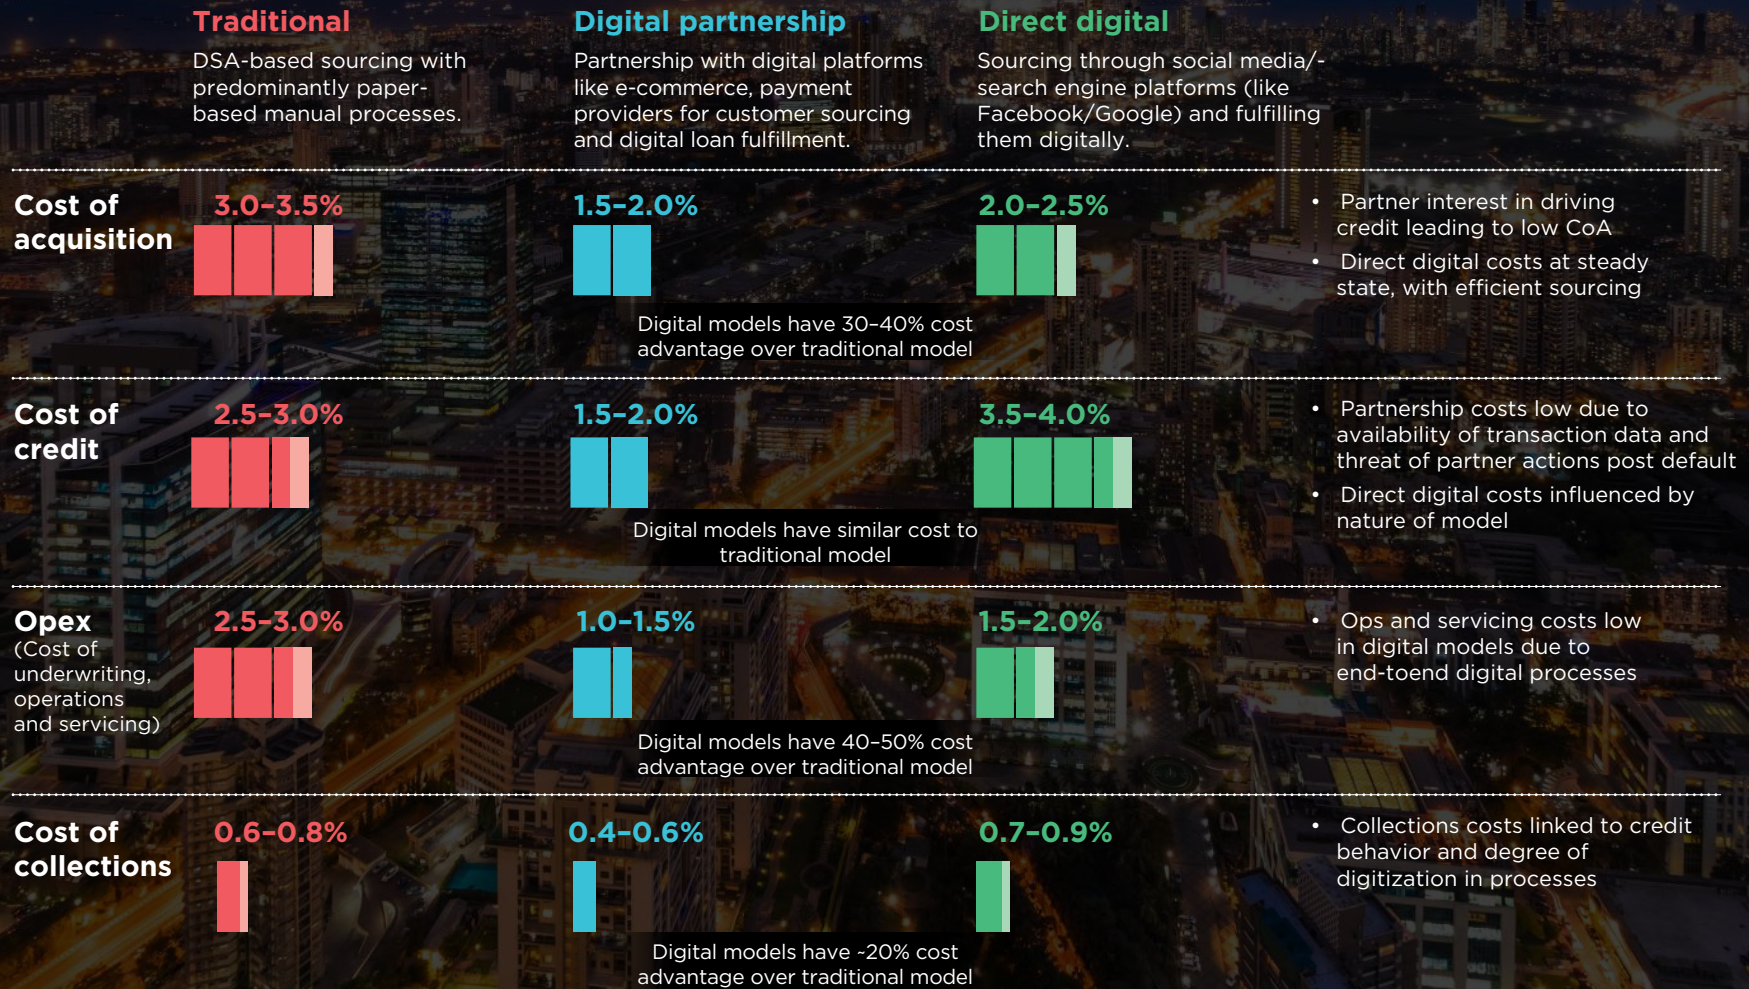 Traditional
DSA-based sourcing with
predominantly paper-
based manual processes.
Digital partnership
Partnership with digital platforms
like e-commerce, payment
providers for customer sourcing
and digital loan fulfillment.
Direct digital
Sourcing through social media/-
search engine platforms (like
Facebook/Google) and fulfilling
them digitally.
Cost of
acquisition
3.0–3.5%
1.5–2.0%
2.0–2.5%
• Partner interest in driving
credit leading to low CoA
• Direct digital costs at steady
state, with efficient sourcing
Digital models have 30–40% cost
advantage over traditional model
Cost of
credit
2.5–3.0%
1.5–2.0%
3.5–4.0%
• Partnership costs low due to
availability of transaction data and
threat of partner actions post default
• Direct digital costs influenced by
nature of model
Digital models have similar cost to
traditional model
Opex
(Cost of
underwriting,
operations
and servicing)
2.5–3.0%
1.0–1.5%
1.5–2.0%
• Ops and servicing costs low
in digital models due to
end-toend digital processes
Digital models have 40–50% cost
advantage over traditional model
Cost of
collections
0.6–0.8%
0.4–0.6%
0.7–0.9%
• Collections costs linked to credit
behavior and degree of
digitization in processes
Digital models have ~20% cost
advantage over traditional model